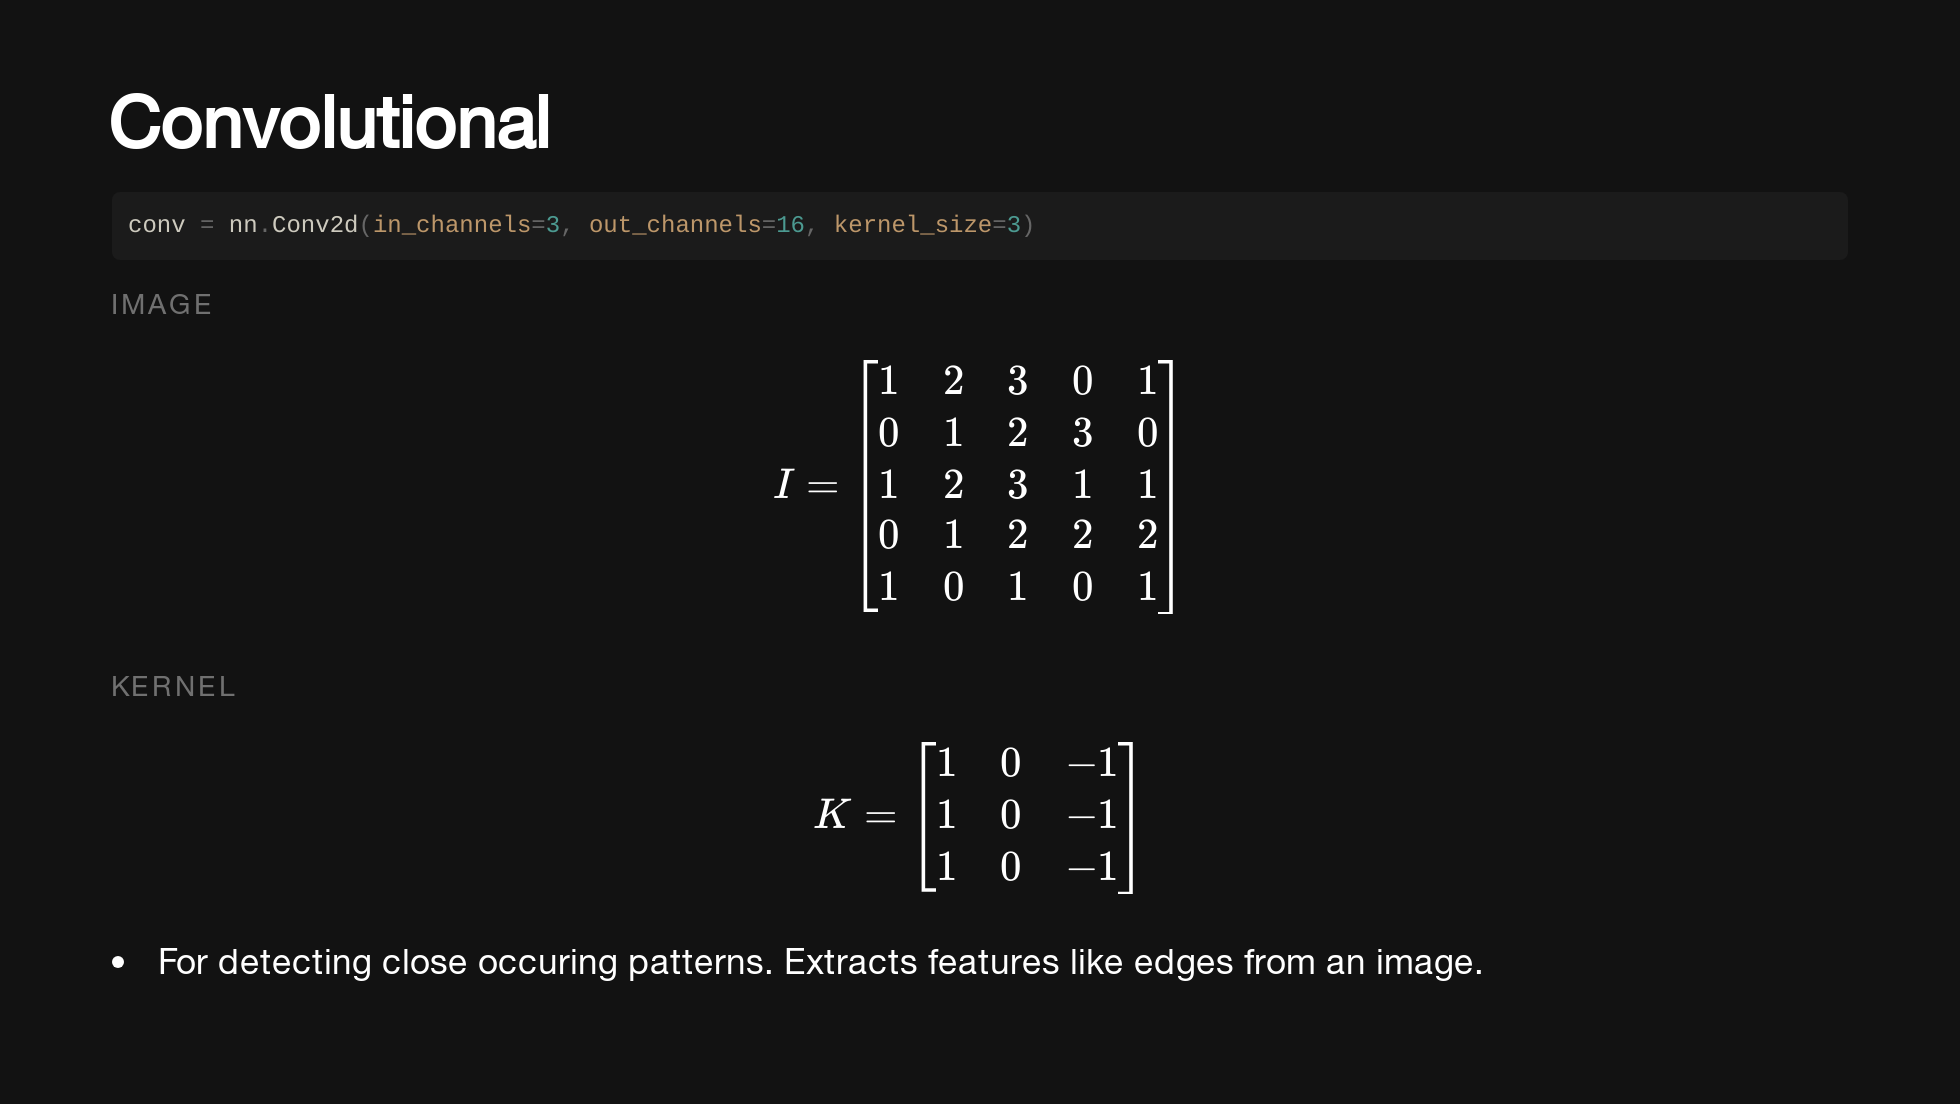 Convolutional
conv = nn.Conv2d(in_channels=3, out_channels=16, kernel_size=3)
IMAGE
I =
1 2 3 0 1
0 1 2 3 0
1 2 3 1 1
0 1 2 2 2
1 0 1 0 1
KERNEL
K =
1 0 −1
1 0 −1
1 0 −1
• For detecting close occuring patterns. Extracts features like edges from an image.